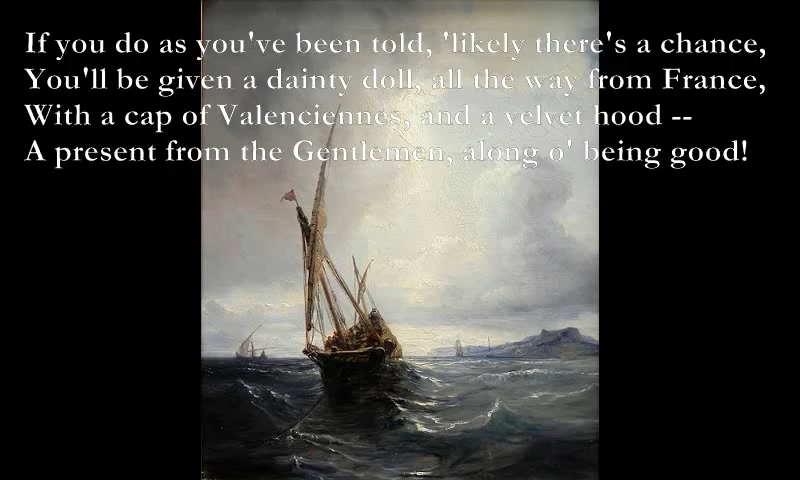 If you do as you've been told, 'likely there's a chance,
You'll be given a dainty doll, all the way from France,
With a cap of Valenciennes, and a velvet hood --
A present from the Gentlemen, along o' being good!